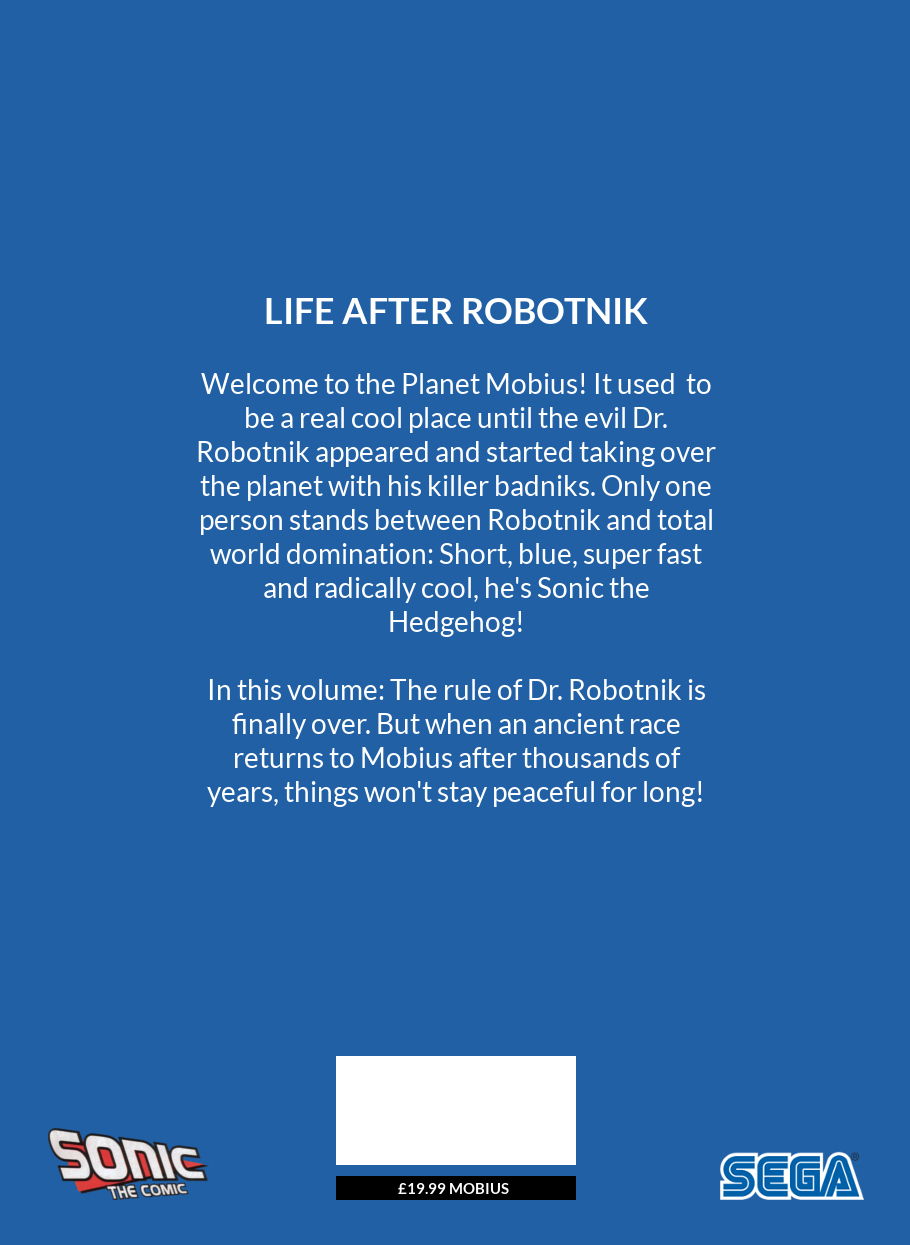 LIFE AFTER ROBOTNIK
Welcome to the Planet Mobius! It used  to
be a real cool place until the evil Dr.
Robotnik appeared and started taking over
the planet with his killer badniks. Only one
person stands between Robotnik and total
world domination: Short, blue, super fast
and radically cool, he's Sonic the
Hedgehog!
In this volume: The rule of Dr. Robotnik is
finally over. But when an ancient race
returns to Mobius after thousands of
years, things won't stay peaceful for long!
SONIC
THE COMIC
£19.99 MOBIUS
SEGA®